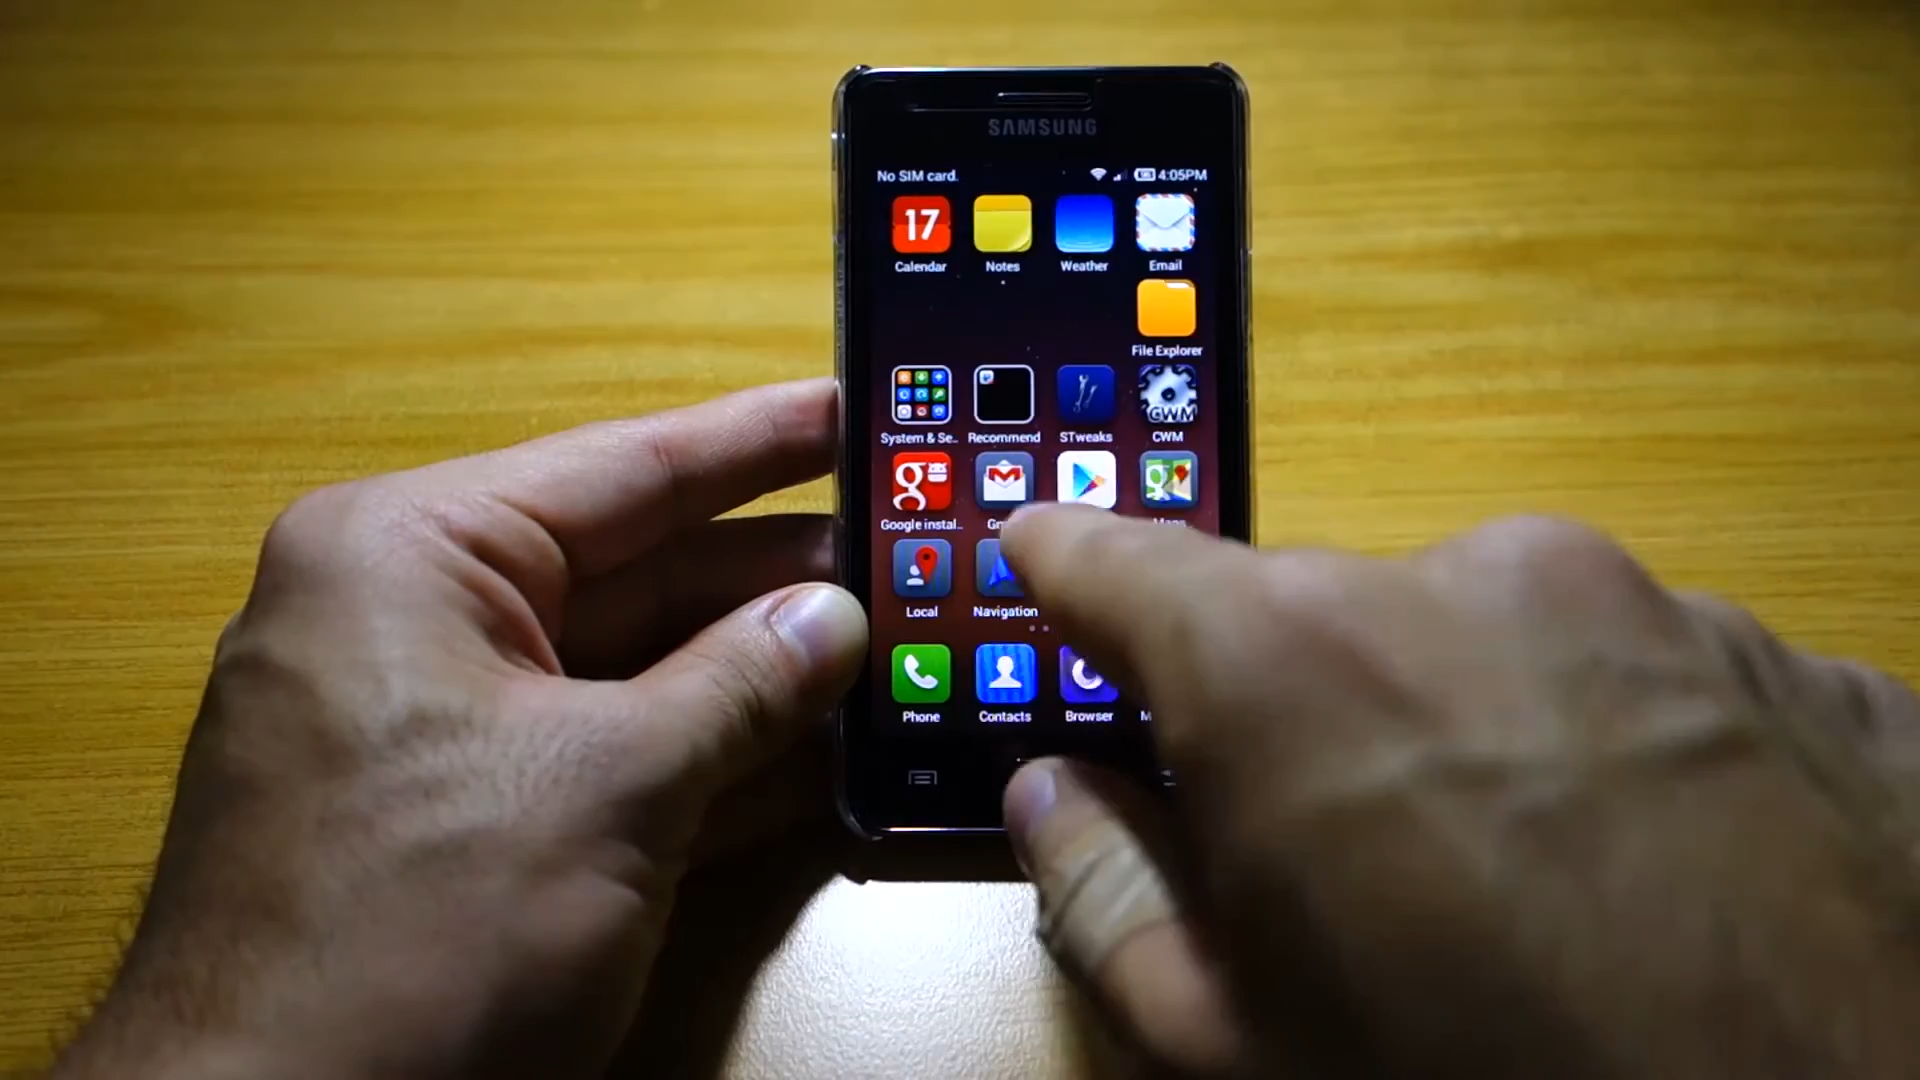 SAMSUNG
No SIM card. 4:05PM
17
Calendar Notes Weather Email
File Explorer
CWM
System & Se.. Recommend STweaks CWM
g
Google instal.. Maps
Local Navigation
Phone Contacts Browser